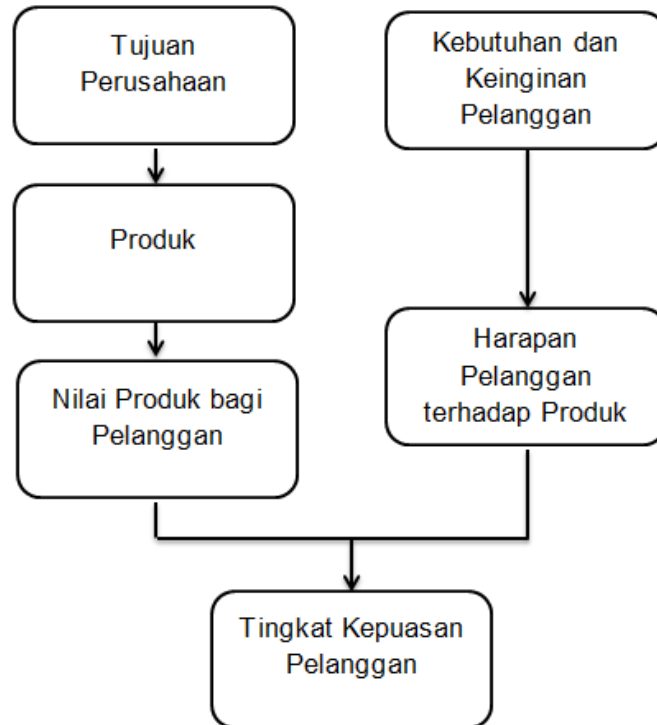 Tujuan
Perusahaan
Kebutuhan dan
Keinginan
Pelanggan
Produk
Harapan
Pelanggan
terhadap Produk
Nilai Produk bagi
Pelanggan
Tingkat Kepuasan
Pelanggan